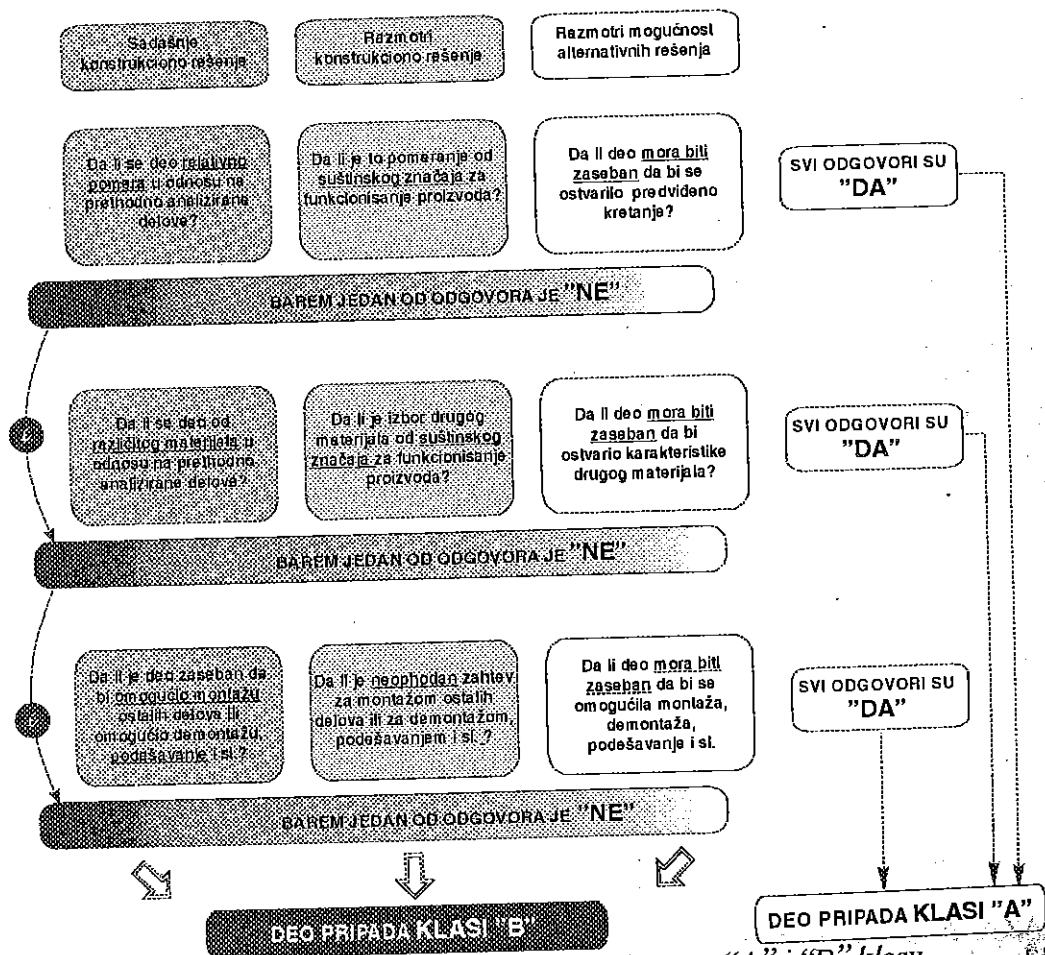 Sadašnje
konstrukciono rešenje
Razmotri
konstrukciono rešenje
Razmotri mogućnost
alternativnih rešenja
Da li se deo relativno
pomera u odnosu na
prethodno analizirane
delove?
Da li je to pomeranje od
suštinskog značaja za
funkcionisanje proizvoda?
Da li deo mora biti
zaseban da bi se
ostvarilo predviđeno
kretanje?
SVI ODGOVORI SU
"DA"
BAREM JEDAN OD ODGOVORA JE "NE"
Da li se deo od
različitog materijala u
odnosu na prethodno
analizirane delove?
Da li je izbor drugog
materijala od suštinskog
značaja za funkcionisanje
proizvoda?
Da li deo mora biti
zaseban da bi
ostvario karakteristike
drugog materijala?
SVI ODGOVORI SU
"DA"
BAREM JEDAN OD ODGOVORA JE "NE"
Da li je deo zaseban da
bi omogućio montažu
ostalih delova ili
omogućio demontažu,
podešavanje i sl.?
Da li je neophodan zahtev
za montažom ostalih
delova ili za demontažom,
podešavanjem i sl.?
Da li deo mora biti
zaseban da bi se
omogućila montaža,
demontaža,
podešavanje i sl.
SVI ODGOVORI SU
"DA"
BAREM JEDAN OD ODGOVORA JE "NE"
DEO PRIPADA KLASI "B"
DEO PRIPADA KLASI "A"
"A" i "B" klasu